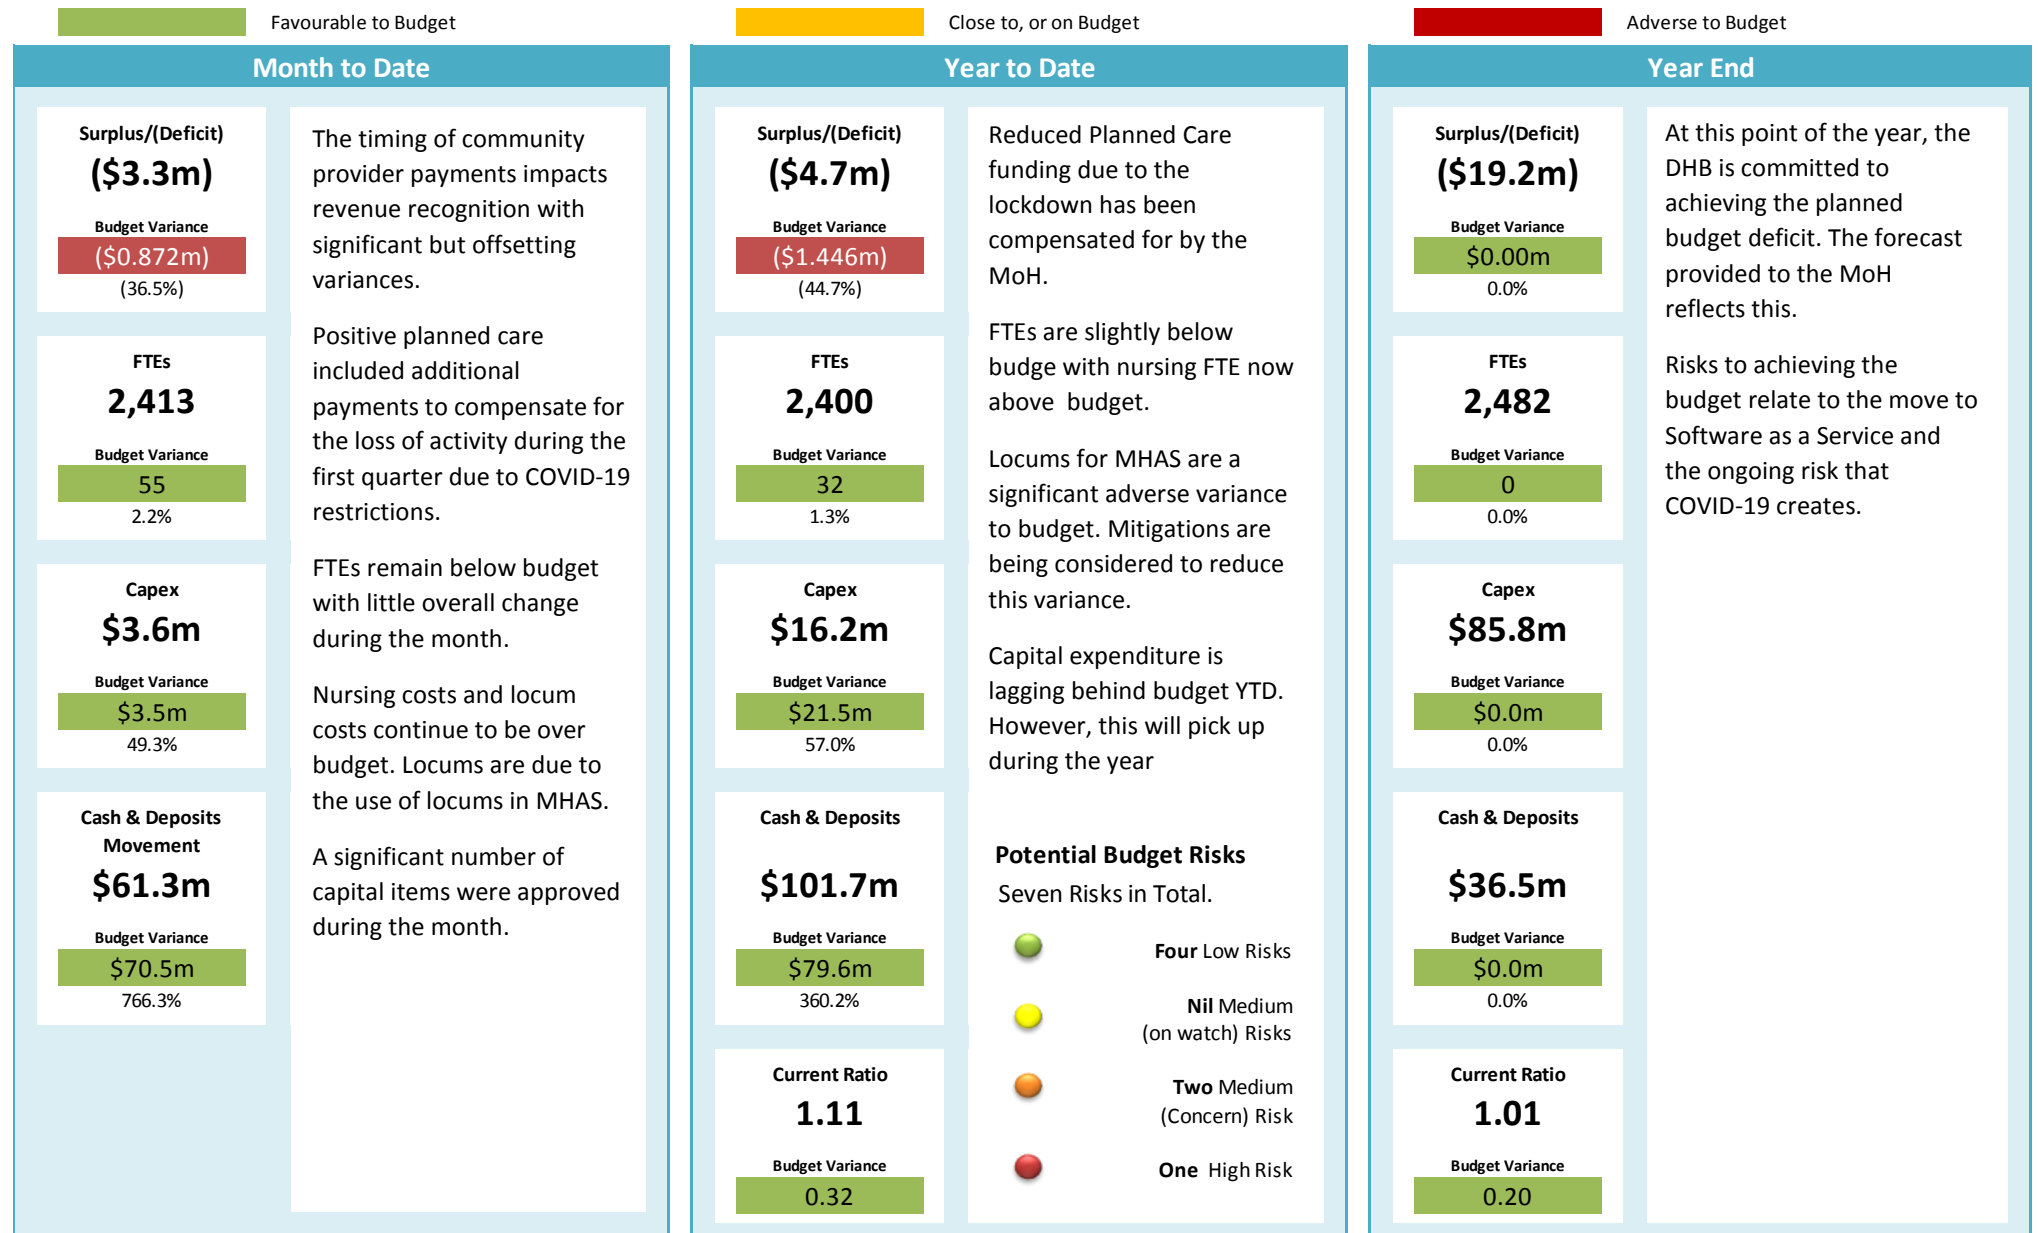 Favourable to Budget
Close to, or on Budget
Adverse to Budget
Month to Date
Surplus/(Deficit)
($3.3m)
Budget Variance
($0.872m)
(36.5%)
FTEs
2,413
Budget Variance
55
2.2%
Capex
$3.6m
Budget Variance
$3.5m
49.3%
Cash & Deposits
Movement
$61.3m
Budget Variance
$70.5m
766.3%
The timing of community
provider payments impacts
revenue recognition with
significant but offsetting
variances.
Positive planned care
included additional
payments to compensate for
the loss of activity during the
first quarter due to COVID-19
restrictions.
FTEs remain below budget
with little overall change
during the month.
Nursing costs and locum
costs continue to be over
budget. Locums are due to
the use of locums in MHAS.
A significant number of
capital items were approved
during the month.
Year to Date
Surplus/(Deficit)
($4.7m)
Budget Variance
($1.446m)
(44.7%)
FTEs
2,400
Budget Variance
32
1.3%
Capex
$16.2m
Budget Variance
$21.5m
57.0%
Cash & Deposits
$101.7m
Budget Variance
$79.6m
360.2%
Current Ratio
1.11
Budget Variance
0.32
Reduced Planned Care
funding due to the
lockdown has been
compensated for by the
MoH.
FTEs are slightly below
budge with nursing FTE now
above  budget.
Locums for MHAS are a
significant adverse variance
to budget. Mitigations are
being considered to reduce
this variance.
Capital expenditure is
lagging behind budget YTD.
However, this will pick up
during the year
Potential Budget Risks
Seven Risks in Total.
Four Low Risks
Nil Medium
(on watch) Risks
Two Medium
(Concern) Risk
One  High Risk
Year End
Surplus/(Deficit)
($19.2m)
Budget Variance
$0.00m
0.0%
FTEs
2,482
Budget Variance
0
0.0%
Capex
$85.8m
Budget Variance
$0.0m
0.0%
Cash & Deposits
$36.5m
Budget Variance
$0.0m
0.0%
Current Ratio
1.01
Budget Variance
0.20
At this point of the year, the
DHB is committed to
achieving the planned
budget deficit. The forecast
provided to the MoH
reflects this.
Risks to achieving the
budget relate to the move to
Software as a Service and
the ongoing risk that
COVID-19 creates.